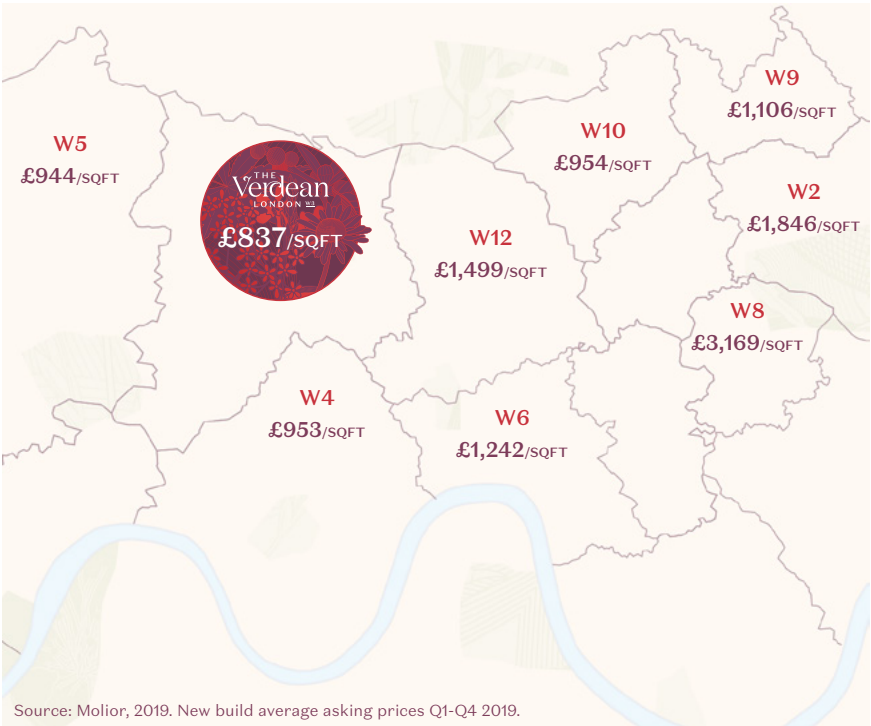 W9
£1,106/SQFT
W10
£954/SQFT
W5
£944/SQFT
THE
Verdean
LONDON W3
£837/SQFT
W2
£1,846/SQFT
W12
£1,499/SQFT
W8
£3,169/SQFT
W4
£953/SQFT
W6
£1,242/SQFT
Source: Molior, 2019. New build average asking prices Q1-Q4 2019.